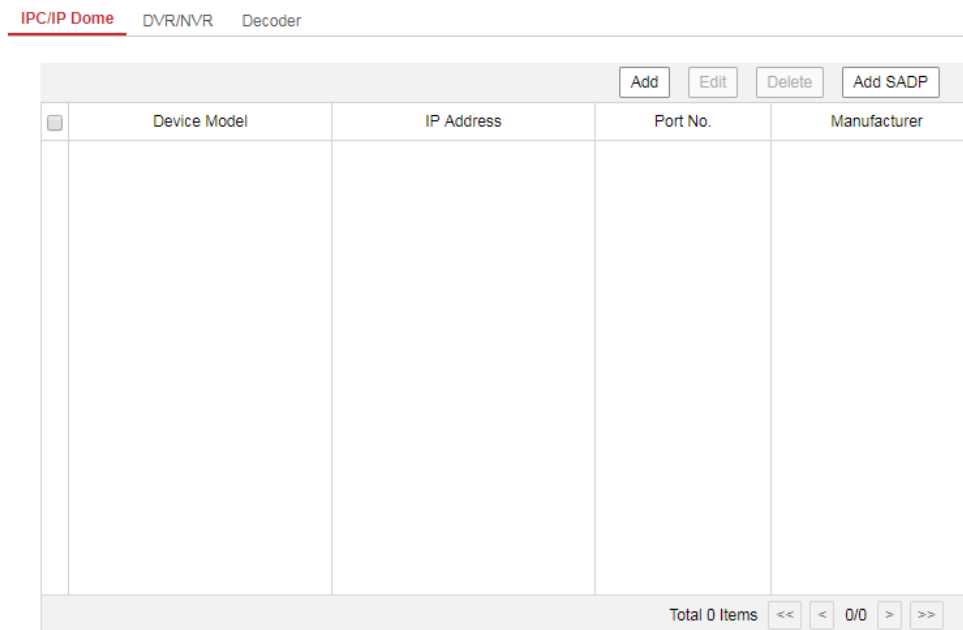 IPC/IP Dome DVR/NVR Decoder
Add Edit Delete Add SADP
Device Model IP Address Port No. Manufacturer
Total 0 Items << < 0/0 > >>